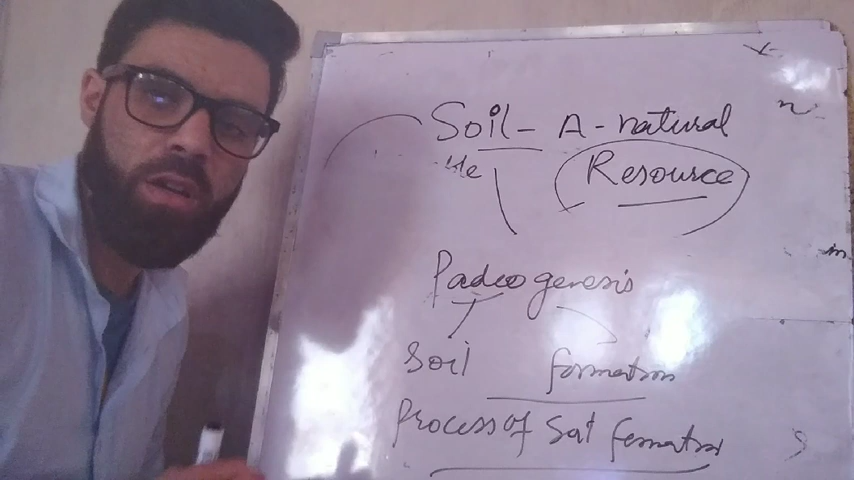 Soil - A - natural
Resource
Padeogenesis
Soil formation
Process of Soil formation